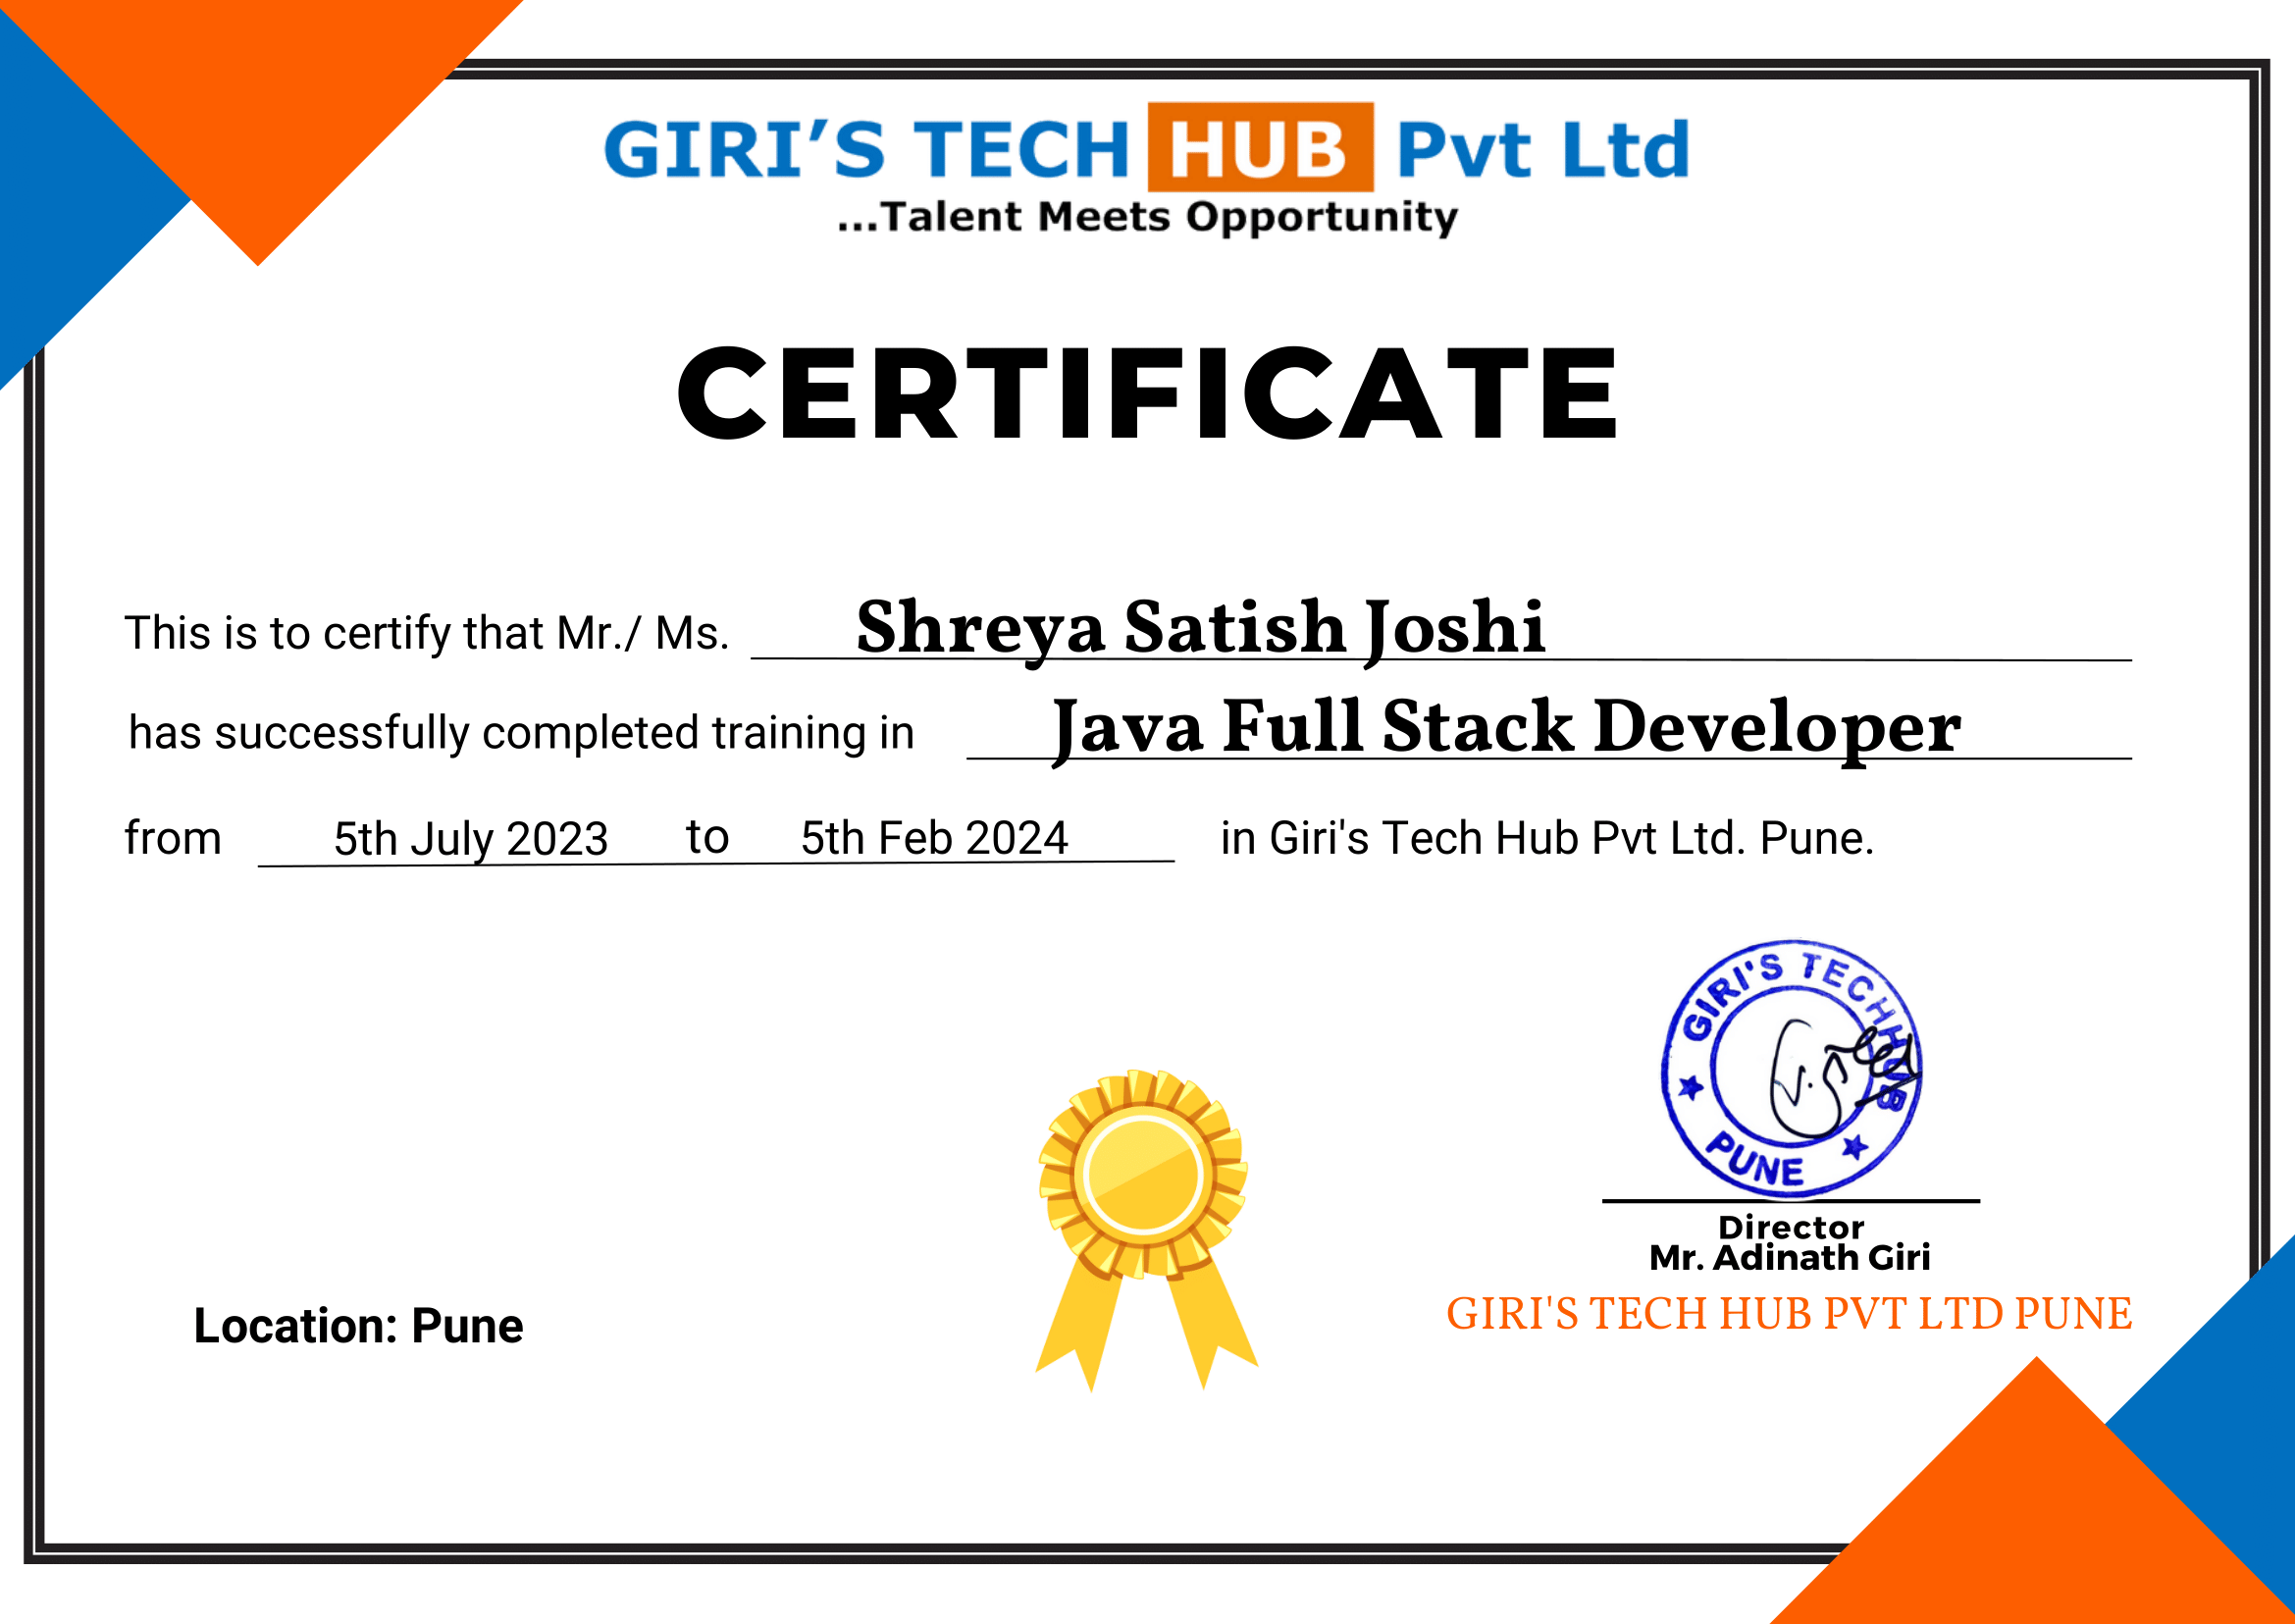 GIRI’S TECH HUB Pvt Ltd
...Talent Meets Opportunity
CERTIFICATE
This is to certify that Mr./ Ms. Shreya Satish Joshi
has successfully completed training in Java Full Stack Developer
from 5th July 2023 to 5th Feb 2024 in Giri's Tech Hub Pvt Ltd. Pune.
GIRI'S TECH HUB
PUNE
Director
Mr. Adinath Giri
GIRI'S TECH HUB PVT LTD PUNE
Location: Pune